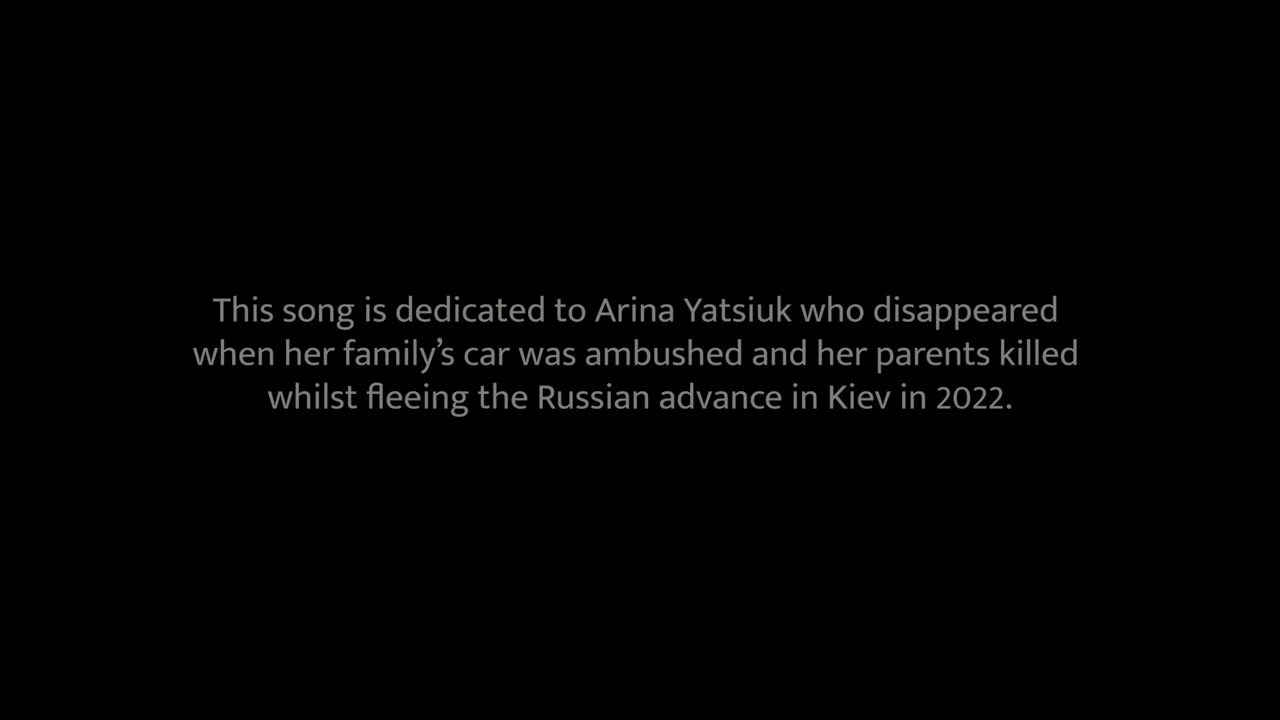 This song is dedicated to Arina Yatsiuk who disappeared
when her family’s car was ambushed and her parents killed
whilst fleeing the Russian advance in Kiev in 2022.